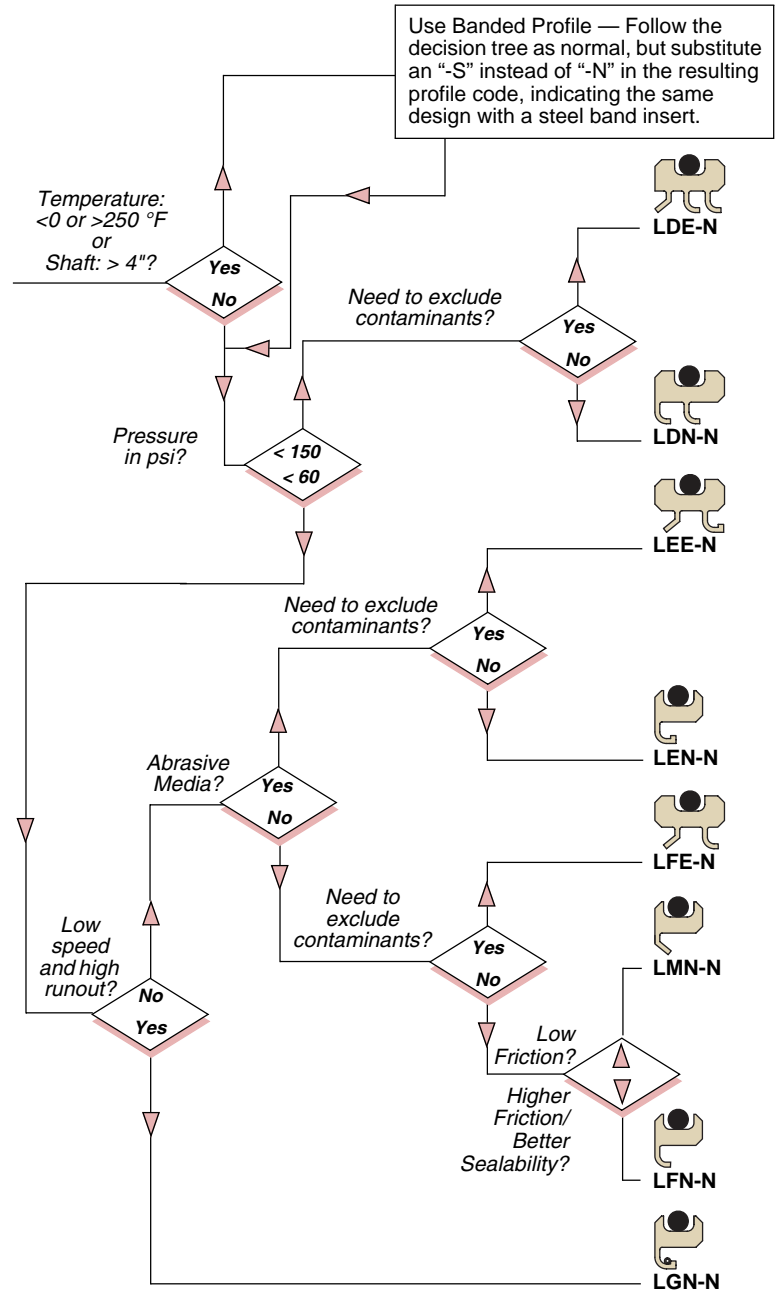 Use Banded Profile — Follow the
decision tree as normal, but substitute
an “-S” instead of “-N” in the resulting
profile code, indicating the same
design with a steel band insert.
Temperature:
<0 or >250 °F
or
Shaft: > 4"?
Yes
No
LDE-N
Need to exclude
contaminants?
Yes
No
LDN-N
Pressure
in psi?
< 150
< 60
LEE-N
Need to exclude
contaminants?
Yes
No
LEN-N
Abrasive
Media?
Yes
No
LFE-N
Need to
exclude
contaminants?
Yes
No
LMN-N
Low
speed
and high
runout?
No
Yes
Low
Friction?
Higher
Friction/
Better
Sealability?
LFN-N
LGN-N